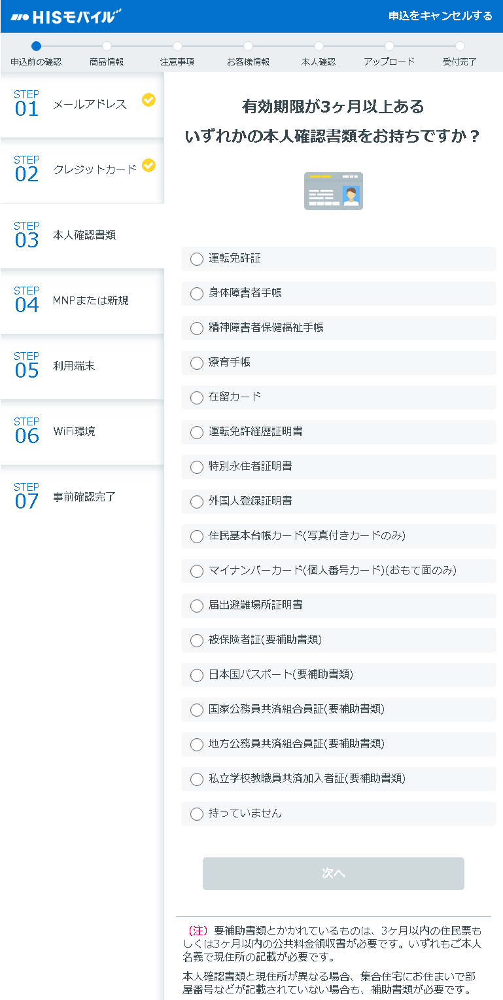 HISモバイル
申込をキャンセルする
申込前の確認
商品情報
注意事項
お客様情報
本人確認
アップロード
受付完了
STEP
01
メールアドレス
STEP
02
クレジットカード
STEP
03
本人確認書類
STEP
04
MNPまたは新規
STEP
05
利用端末
STEP
06
WiFi環境
STEP
07
事前確認完了
有効期限が3ヶ月以上ある
いずれかの本人確認書類をお持ちですか？
運転免許証
身体障害者手帳
精神障害者保健福祉手帳
療育手帳
在留カード
運転免許経歴証明書
特別永住者証明書
外国人登録証明書
住民基本台帳カード(写真付きカードのみ)
マイナンバーカード(個人番号カード)(おもて面のみ)
届出避難場所証明書
被保険者証(要補助書類)
日本国パスポート(要補助書類)
国家公務員共済組合員証(要補助書類)
地方公務員共済組合員証(要補助書類)
私立学校教職員共済加入者証(要補助書類)
持っていません
次へ
（注）要補助書類とかかれているものは、3ヶ月以内の住民票も
しくは3ヶ月以内の公共料金領収書が必要です。いずれもご本人
名義で現住所の記載が必要です。
本人確認書類と現住所が異なる場合、集合住宅にお住まいで部
屋番号などが記載されていない場合も、補助書類が必要です。